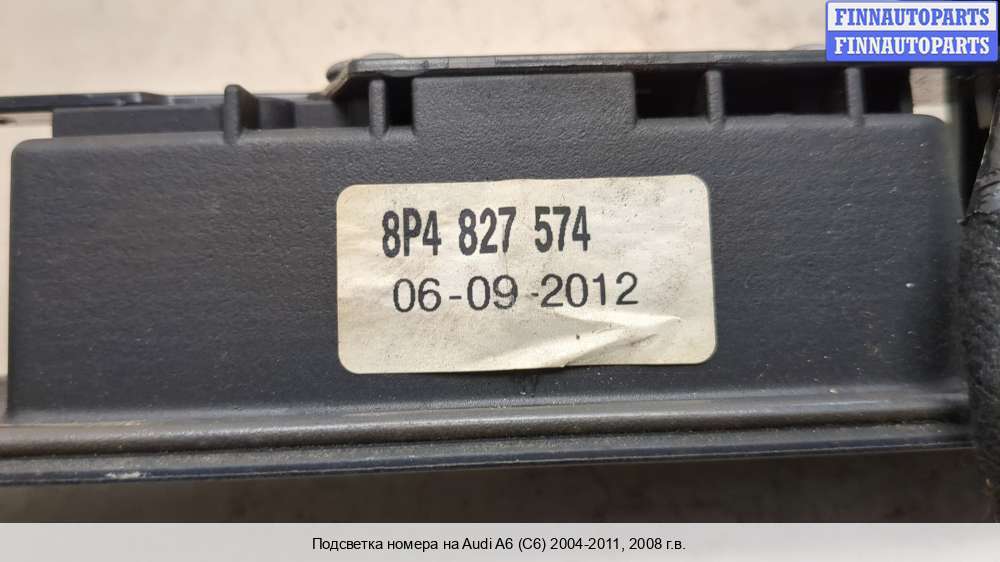 FINNAUTOPARTS
FINNAUTOPARTS
8P4 827 574
06-09-2012
Подсветка номера на Audi A6 (C6) 2004-2011, 2008 г.в.